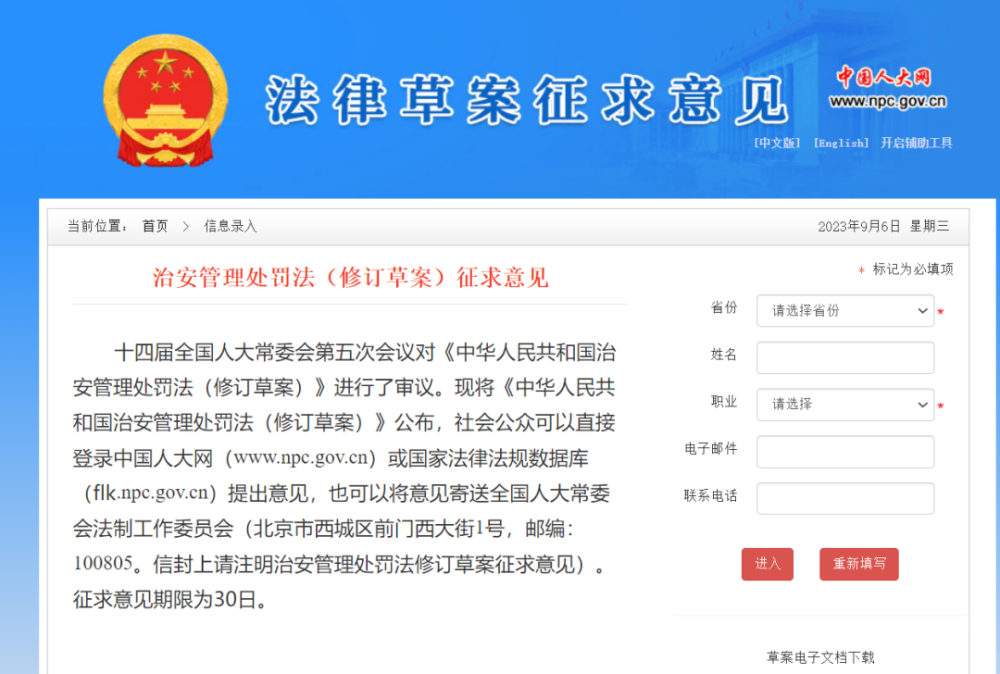 法律草案征求意见
中国人大网
www.npc.gov.cn
[中文版] [English] 开启辅助工具
当前位置： 首页 > 信息录入
2023年9月6日 星期三
治安管理处罚法（修订草案）征求意见
十四届全国人大常委会第五次会议对《中华人民共和国治
安管理处罚法（修订草案）》进行了审议。现将《中华人民共
和国治安管理处罚法（修订草案）》公布，社会公众可以直接
登录中国人大网（www.npc.gov.cn）或国家法律法规数据库
（flk.npc.gov.cn）提出意见，也可以将意见寄送全国人大常委
会法制工作委员会（北京市西城区前门西大街1号，邮编：
100805。信封上请注明治安管理处罚法修订草案征求意见）。
征求意见期限为30日。
* 标记为必填项
省份 请选择省份 *
姓名
职业 请选择 *
电子邮件
联系电话
进入 重新填写
草案电子文档下载